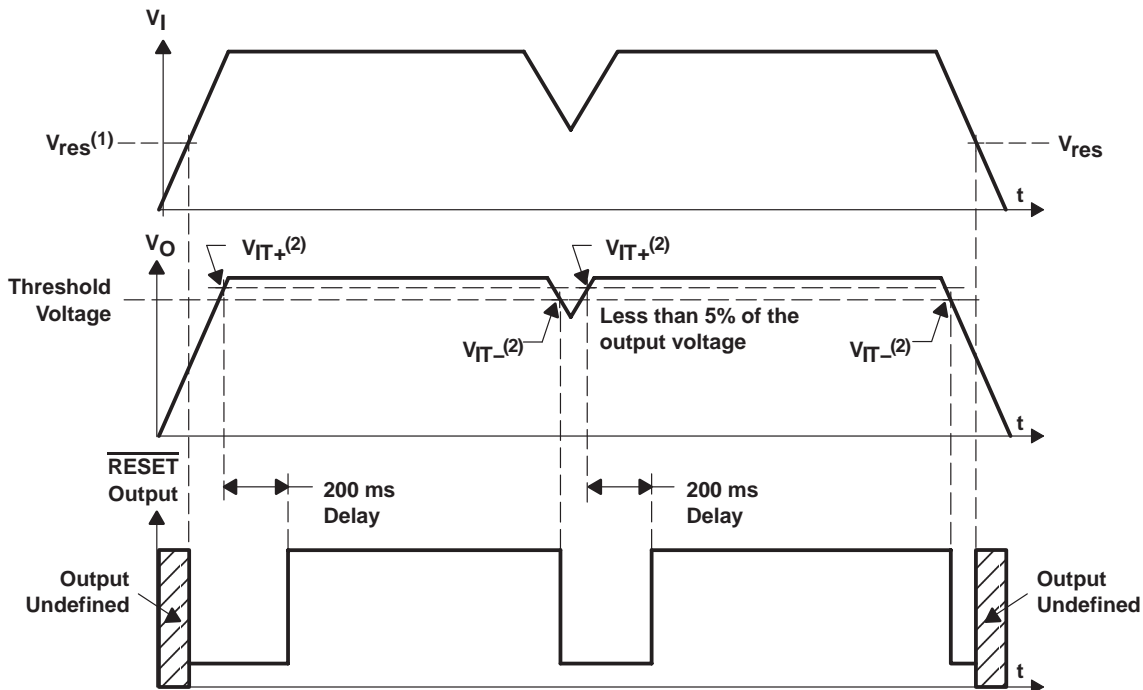 VI
Vres(1)
Vres
t
VO
VIT+(2)
VIT+(2)
Threshold
Voltage
Less than 5% of the
output voltage
VIT–(2)
VIT–(2)
t
RESET
Output
200 ms
Delay
200 ms
Delay
Output
Undefined
Output
Undefined
t